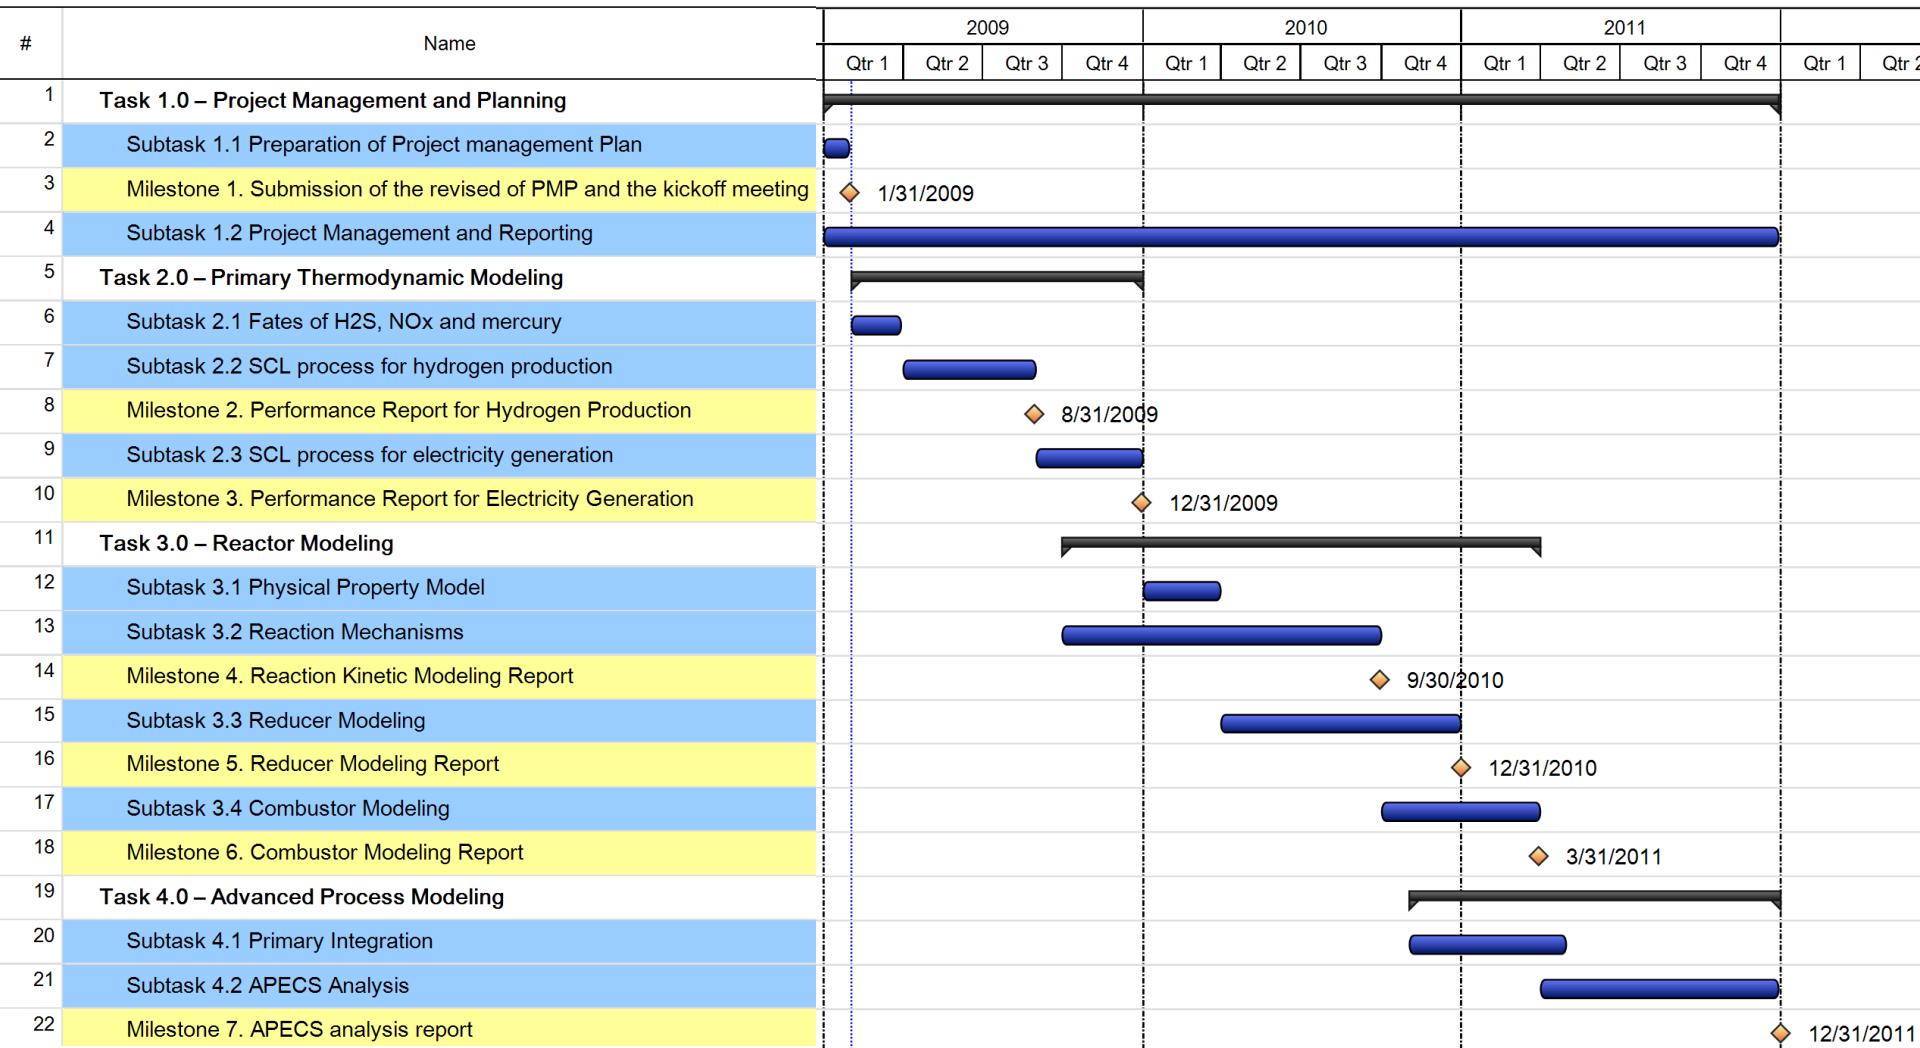 # Name 2009 2010 2011
Qtr 1 Qtr 2 Qtr 3 Qtr 4 Qtr 1 Qtr 2 Qtr 3 Qtr 4 Qtr 1 Qtr 2 Qtr 3 Qtr 4 Qtr 1 Qtr 2
1 Task 1.0 – Project Management and Planning
2 Subtask 1.1 Preparation of Project management Plan
3 Milestone 1. Submission of the revised of PMP and the kickoff meeting 1/31/2009
4 Subtask 1.2 Project Management and Reporting
5 Task 2.0 – Primary Thermodynamic Modeling
6 Subtask 2.1 Fates of H2S, NOx and mercury
7 Subtask 2.2 SCL process for hydrogen production
8 Milestone 2. Performance Report for Hydrogen Production 8/31/2009
9 Subtask 2.3 SCL process for electricity generation
10 Milestone 3. Performance Report for Electricity Generation 12/31/2009
11 Task 3.0 – Reactor Modeling
12 Subtask 3.1 Physical Property Model
13 Subtask 3.2 Reaction Mechanisms
14 Milestone 4. Reaction Kinetic Modeling Report 9/30/2010
15 Subtask 3.3 Reducer Modeling
16 Milestone 5. Reducer Modeling Report 12/31/2010
17 Subtask 3.4 Combustor Modeling
18 Milestone 6. Combustor Modeling Report 3/31/2011
19 Task 4.0 – Advanced Process Modeling
20 Subtask 4.1 Primary Integration
21 Subtask 4.2 APECS Analysis
22 Milestone 7. APECS analysis report 12/31/2011